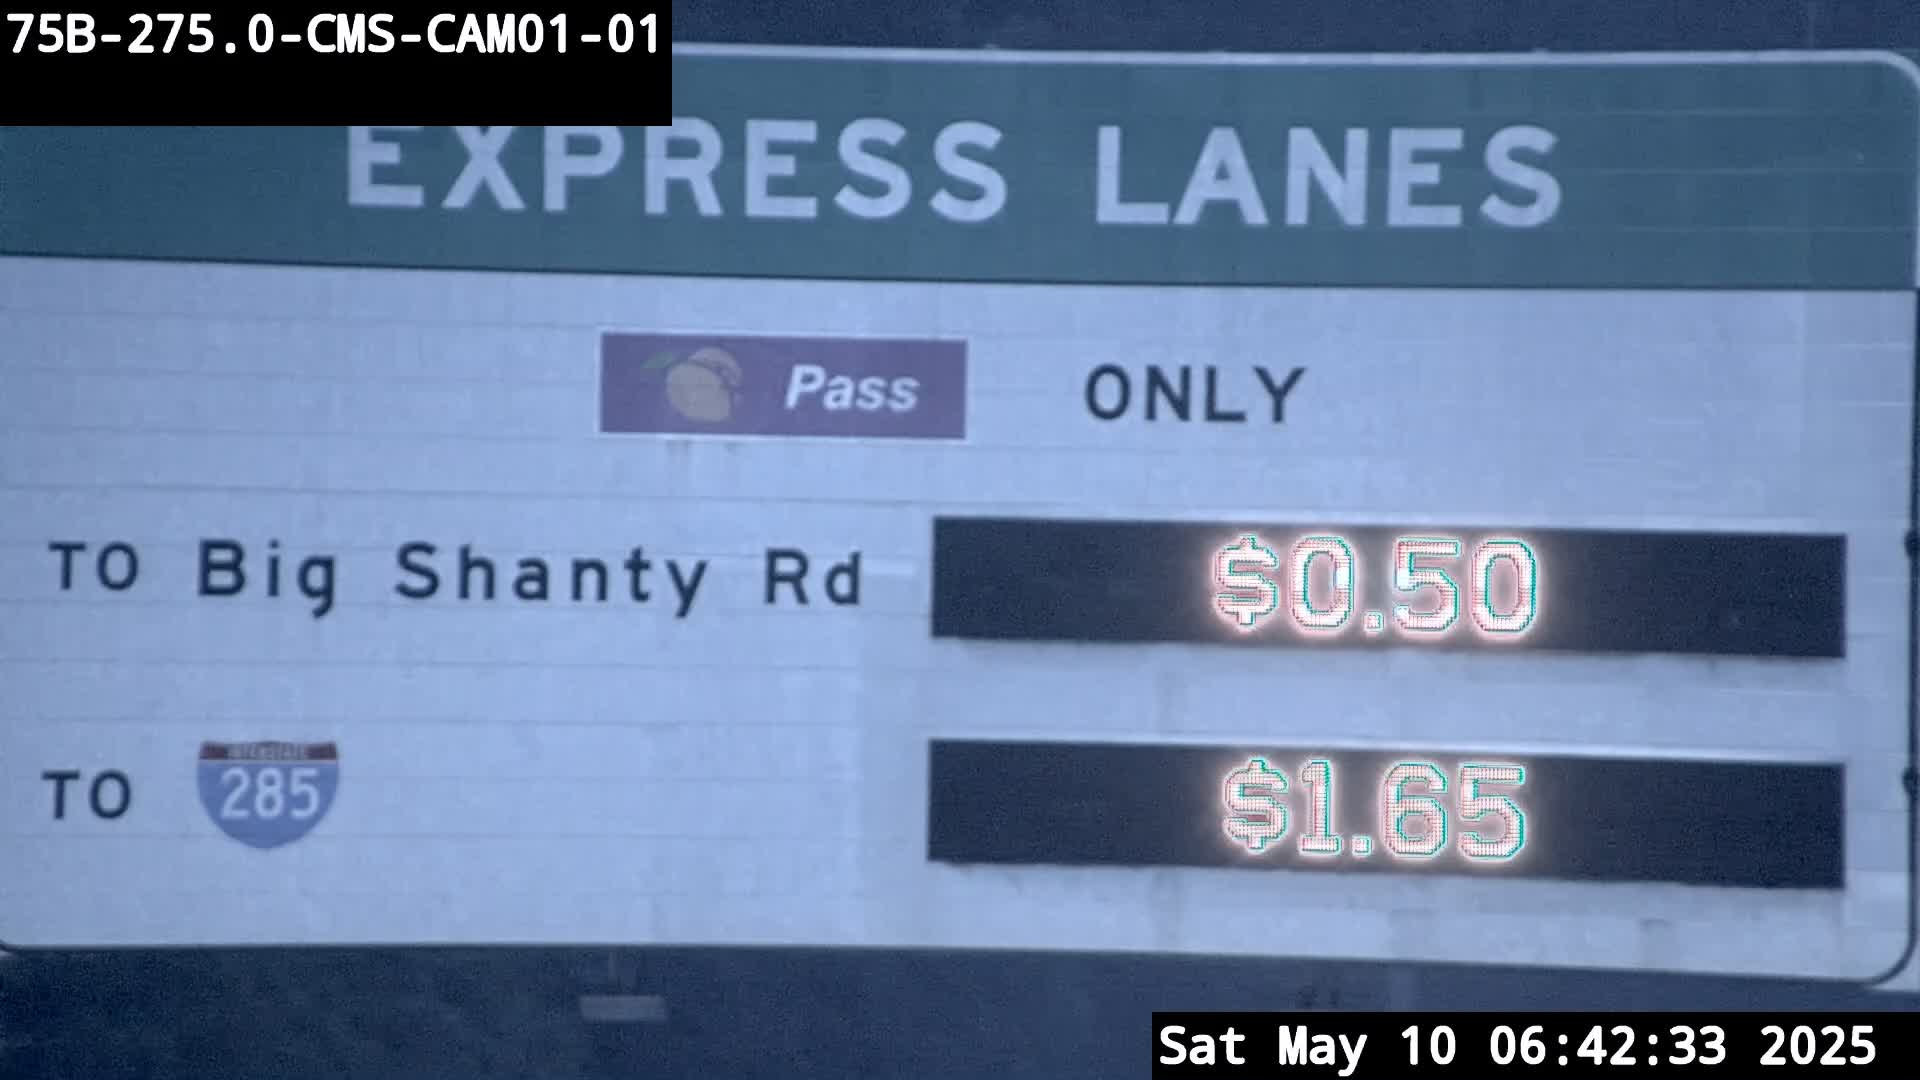 75B-275.0-CMS-CAM01-01
EXPRESS LANES
Pass ONLY
TO Big Shanty Rd $0.50
INTERSTATE
TO 285 $1.65
Sat May 10 06:42:33 2025